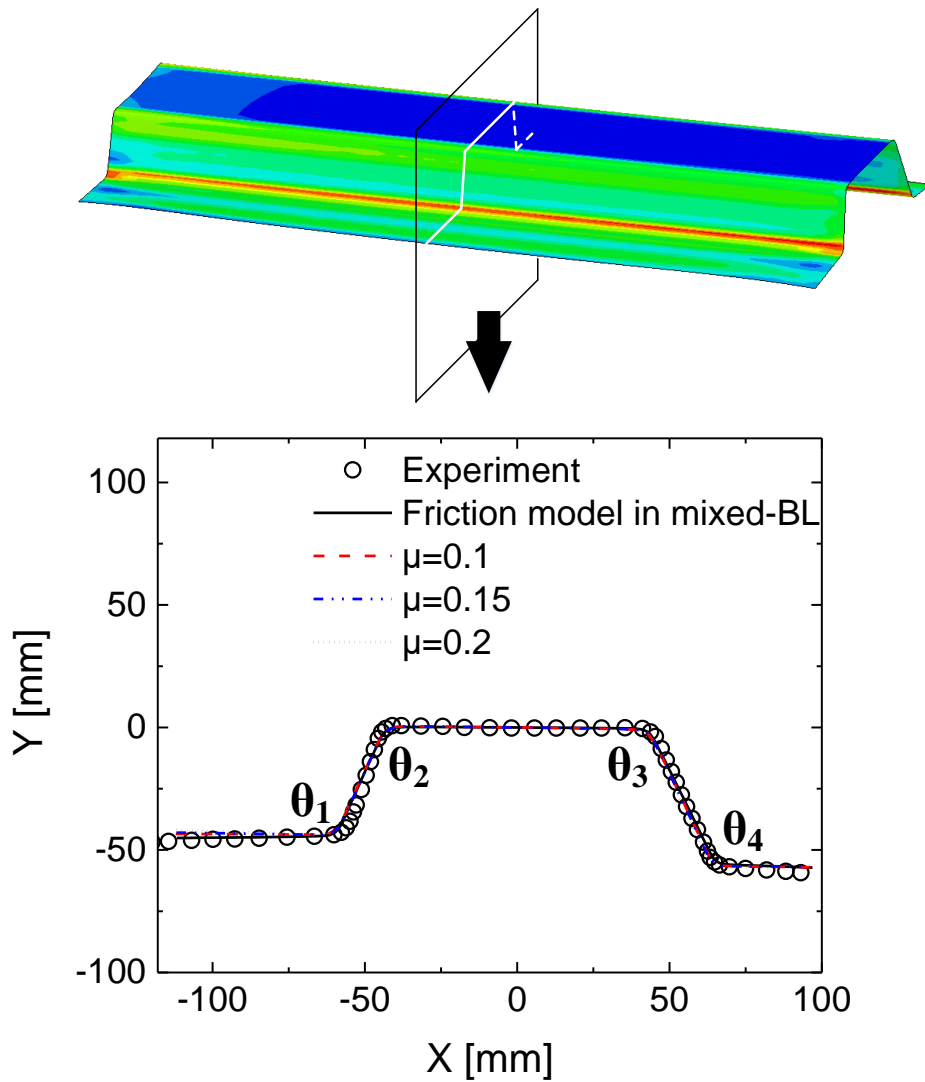 Experiment
Friction model in mixed-BL
μ=0.1
μ=0.15
μ=0.2
100
50
0
-50
-100
Y [mm]
θ1
θ2
θ3
θ4
-100 -50 0 50 100
X [mm]